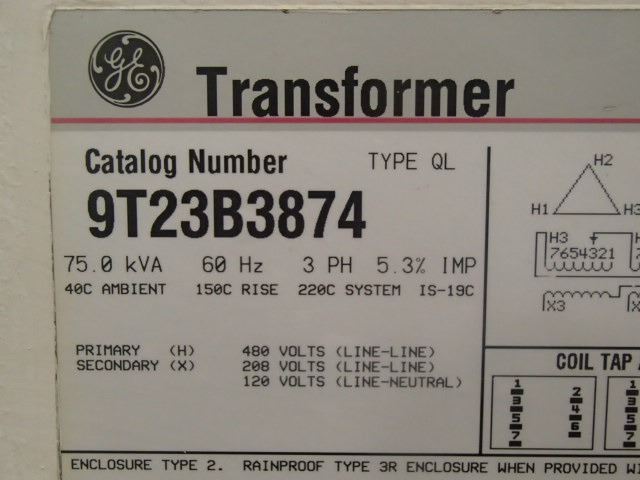 GE
Transformer
Catalog Number TYPE QL
9T23B3874
75.0 kVA 60 Hz 3 PH 5.3% IMP
40C AMBIENT 150C RISE 220C SYSTEM IS-19C
PRIMARY (H) 480 VOLTS (LINE-LINE)
SECONDARY (X) 208 VOLTS (LINE-LINE)
120 VOLTS (LINE-NEUTRAL)
H2
H1 H3
H3
7654321
X3
COIL TAP
1 2
3 4
5 6
7
1
3
5
7
ENCLOSURE TYPE 2. RAINPROOF TYPE 3R ENCLOSURE WHEN PROVIDED